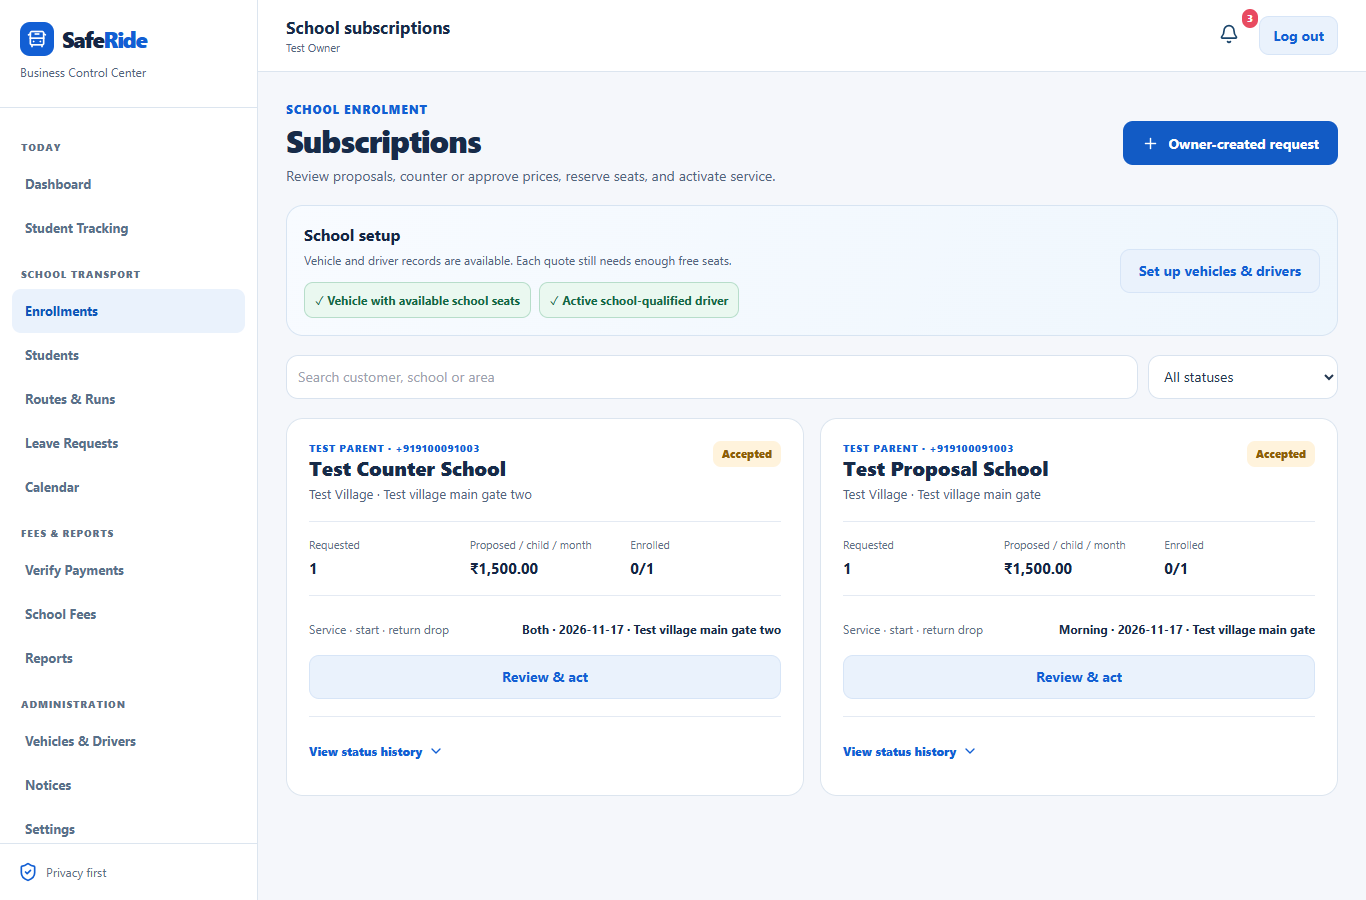 SafeRide
Business Control Center
TODAY
Dashboard
Student Tracking
SCHOOL TRANSPORT
Enrollments
Students
Routes & Runs
Leave Requests
Calendar
FEES & REPORTS
Verify Payments
School Fees
Reports
ADMINISTRATION
Vehicles & Drivers
Notices
Settings
Privacy first
School subscriptions
Test Owner
3
Log out
SCHOOL ENROLMENT
Subscriptions
Review proposals, counter or approve prices, reserve seats, and activate service.
+ Owner-created request
School setup
Vehicle and driver records are available. Each quote still needs enough free seats.
✓ Vehicle with available school seats
✓ Active school-qualified driver
Set up vehicles & drivers
Search customer, school or area
All statuses
TEST PARENT · +919100091003
Accepted
Test Counter School
Test Village · Test village main gate two
Requested Proposed / child / month Enrolled
1 ₹1,500.00 0/1
Service · start · return drop Both · 2026-11-17 · Test village main gate two
Review & act
View status history
TEST PARENT · +919100091003
Accepted
Test Proposal School
Test Village · Test village main gate
Requested Proposed / child / month Enrolled
1 ₹1,500.00 0/1
Service · start · return drop Morning · 2026-11-17 · Test village main gate
Review & act
View status history